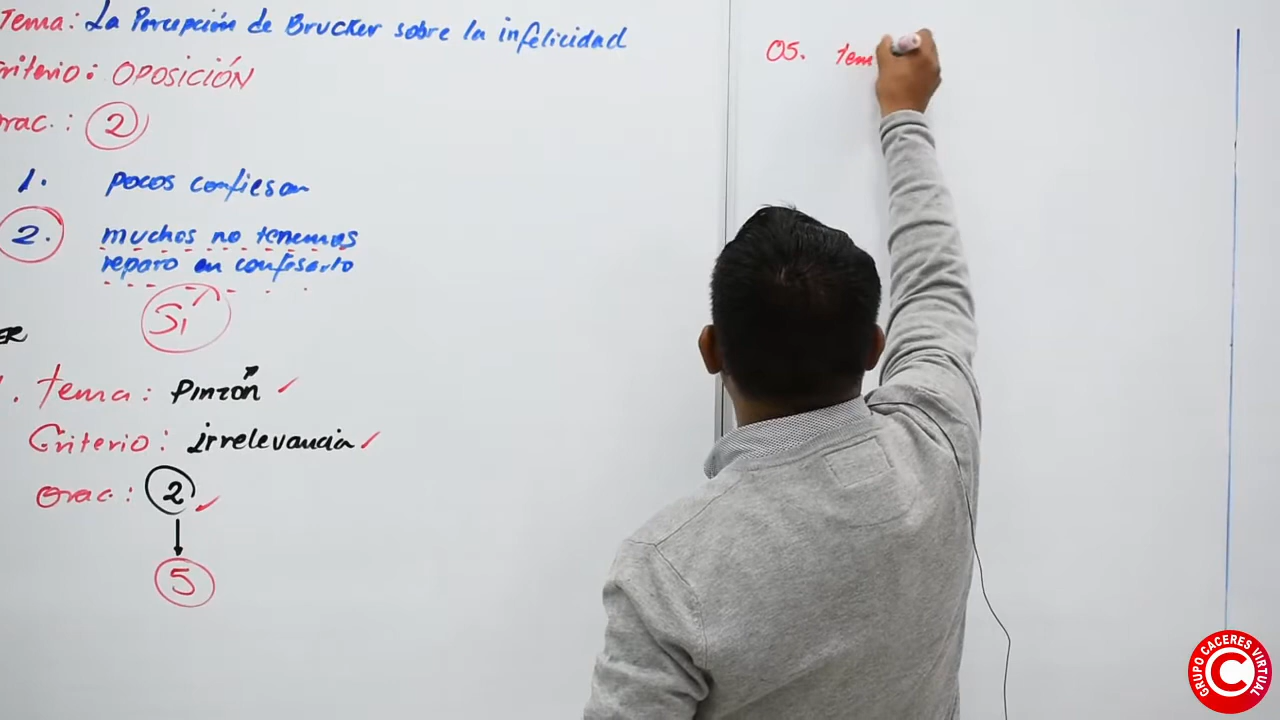 Tema: La Percepción de Brucker sobre la infelicidad
riterio: OPOSICIÓN
rac.: 2
1. pocos confiesan
2. muchos no tenemos
reparo en confesarlo
Si
ER
. tema: Pinzón
Criterio: irrelevancia
Orac.: 2
5
05. tem
GRUPO CACERES VIRTUAL
C